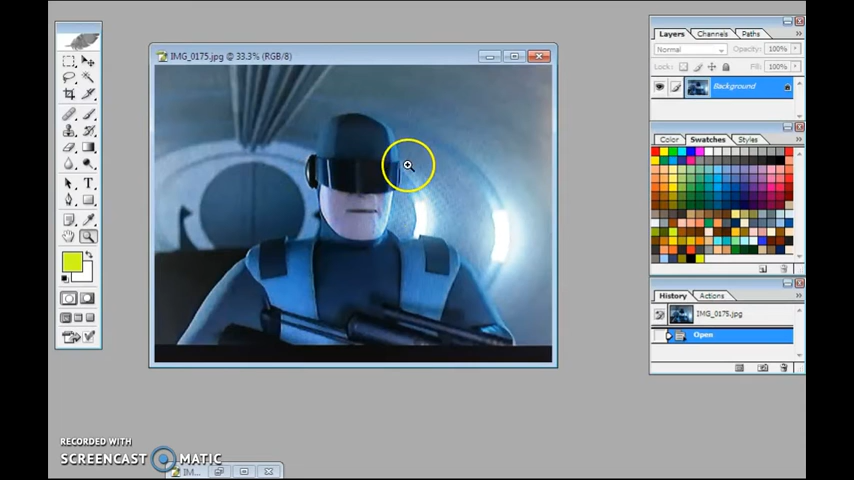 IMG_0175.jpg @ 33.3% (RGB/8)
Layers Channels Paths
Normal Opacity: 100%
Lock: Fill: 100%
Background
Color Swatches Styles
T
History Actions
IMG_0175.jpg
Open
RECORDED WITH
SCREENCAST MATIC
IM...